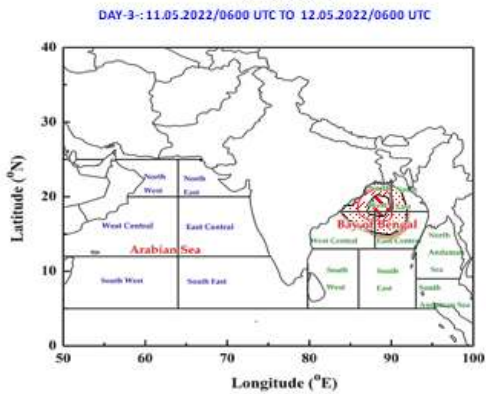 DAY-3-: 11.05.2022/0600 UTC TO 12.05.2022/0600 UTC
Latitude (°N)
40
30
20
10
0
North West
North East
West Central
East Central
Arabian Sea
South West
South East
Bay of Bengal
West Central
East Central
South West
South East
North Andaman Sea
South Andaman Sea
50
60
70
80
90
100
Longitude (°E)